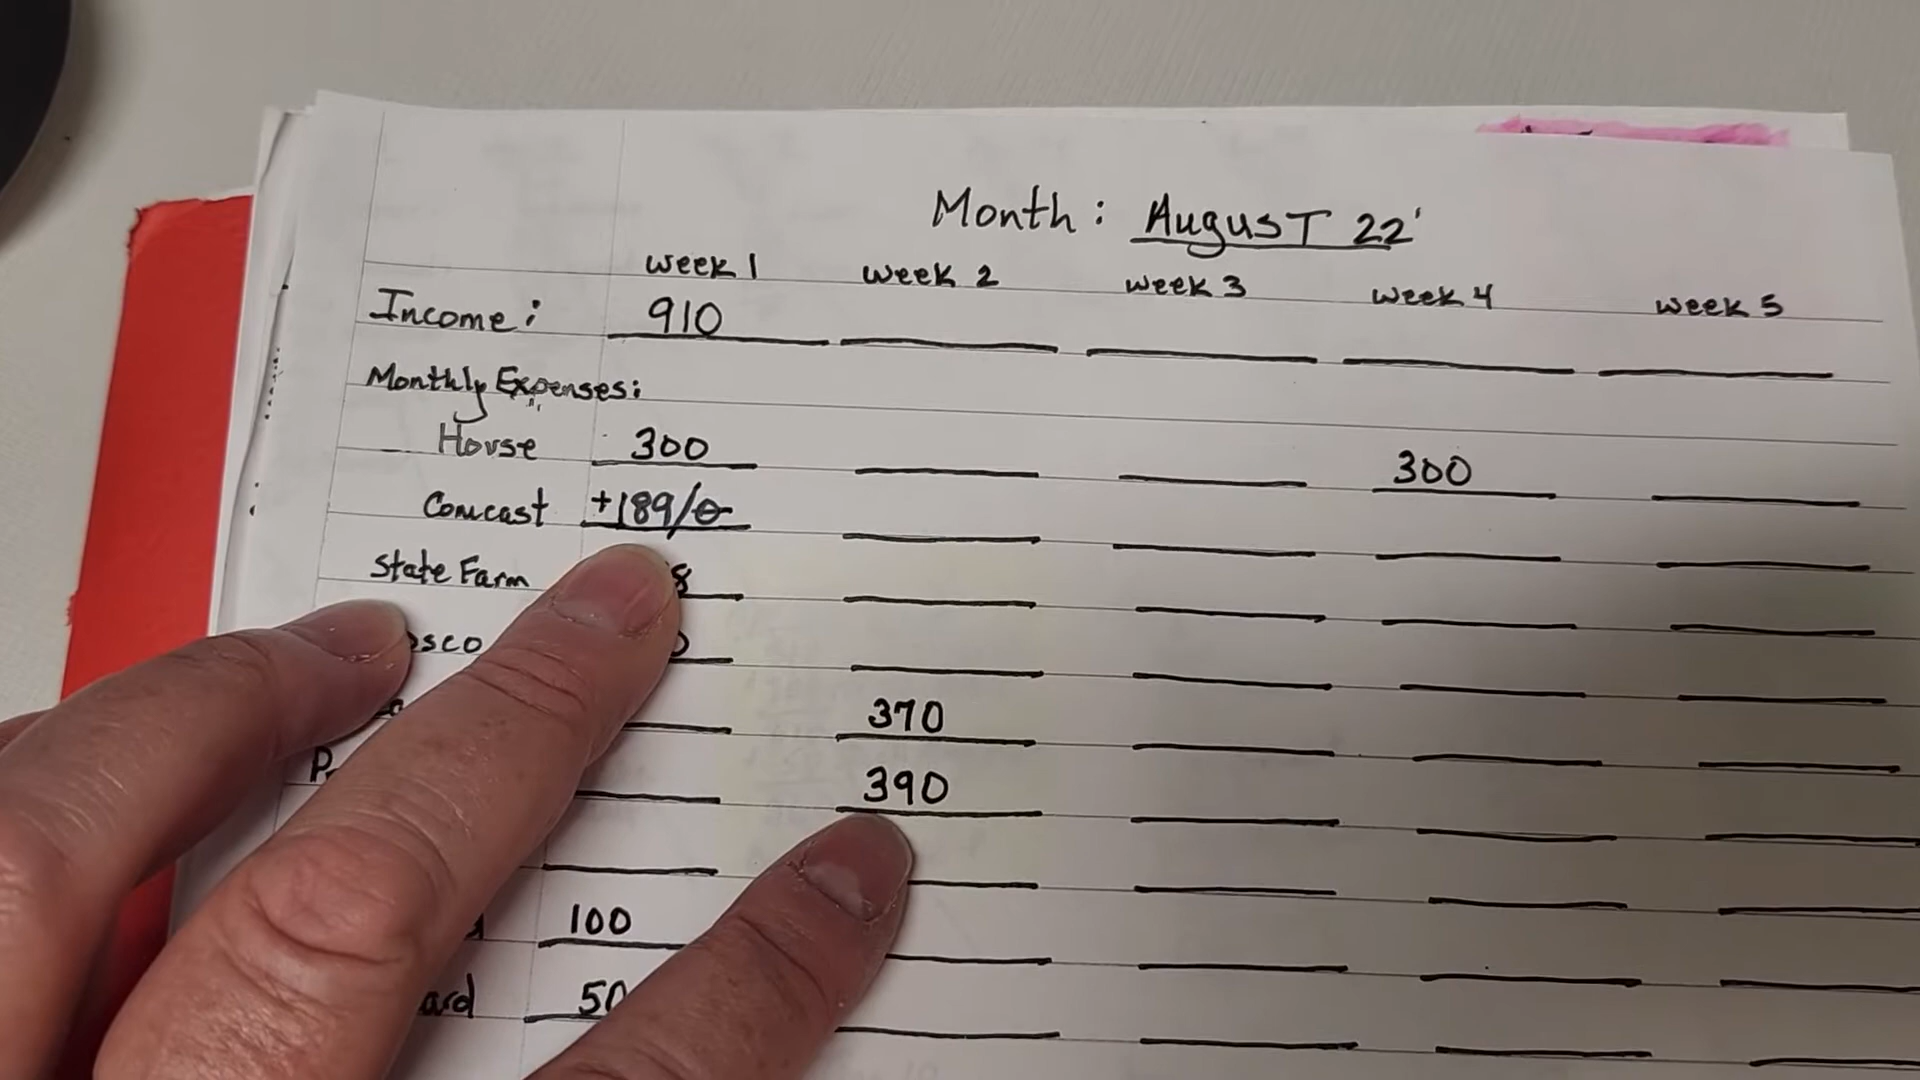 Month: August 22'
week 1 week 2 week 3 week 4 week 5
Income: 910
Monthly Expenses:
House 300 300
Comcast +189/0
State Farm 8
370
390
100
50